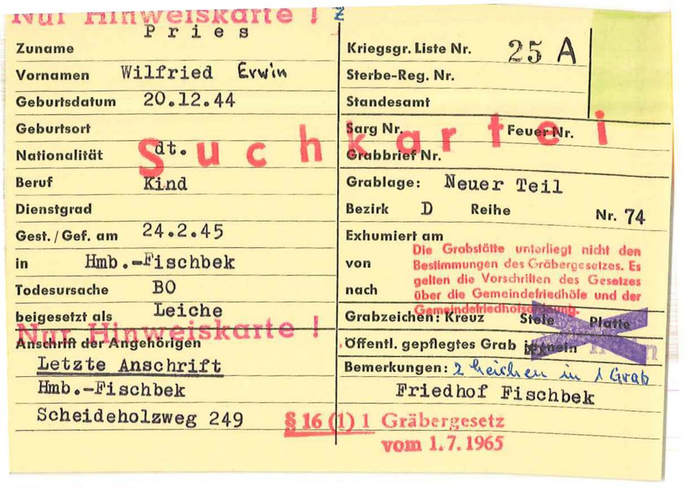 Nur Hinweiskarte !
Zuname Pries
Vornamen Wilfried Erwin
Geburtsdatum 20.12.44
Geburtsort
Nationalität dt.
Beruf Kind
Dienstgrad
Gest. / Gef. am 24.2.45
in Hmb.-Fischbek
Todesursache BO
beigesetzt als Leiche
Nur Hinweiskarte !
Anschrift der Angehörigen
Letzte Anschrift
Hmb.-Fischbek
Scheideholzweg 249
Suchkartei
Kriegsgr. Liste Nr. 25 A
Sterbe-Reg. Nr.
Standesamt
Sarg Nr. Feuer Nr.
Grabbrief Nr.
Grablage: Neuer Teil
Bezirk D Reihe Nr. 74
Exhumiert am
von
nach
Die Grabstätte unterliegt nicht den
Bestimmungen des Gräbergesetzes. Es
gelten die Vorschriften des Gesetzes
über die Gemeindefriedhöfe und der
Grabzeichen: Kreuz Stele Platte
Öffentl. gepflegtes Grab ja nein
Bemerkungen: 2 Leichen in 1 Grab
Friedhof Fischbek
§ 16 (1) 1 Gräbergesetz
vom 1.7.1965